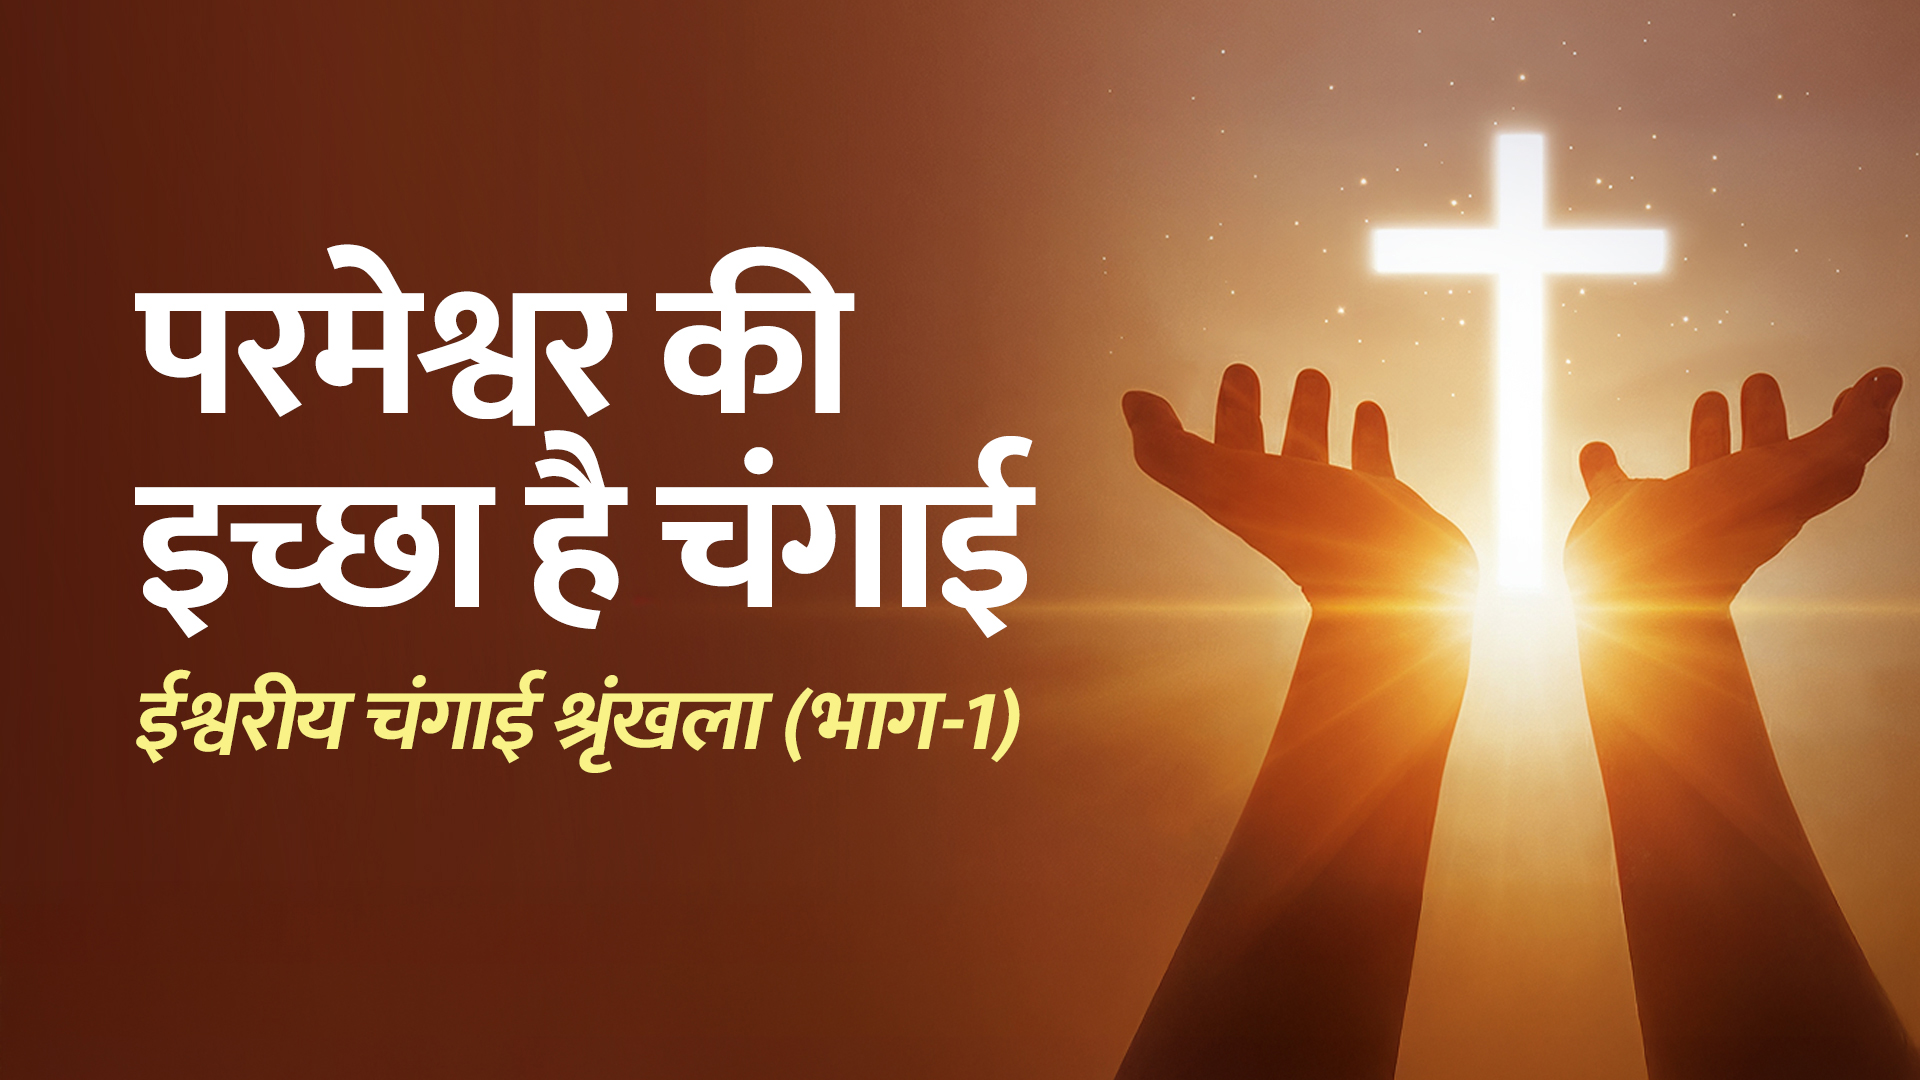 परमेश्वर की
इच्छा है चंगाई
ईश्वरीय चंगाई श्रृंखला (भाग-1)